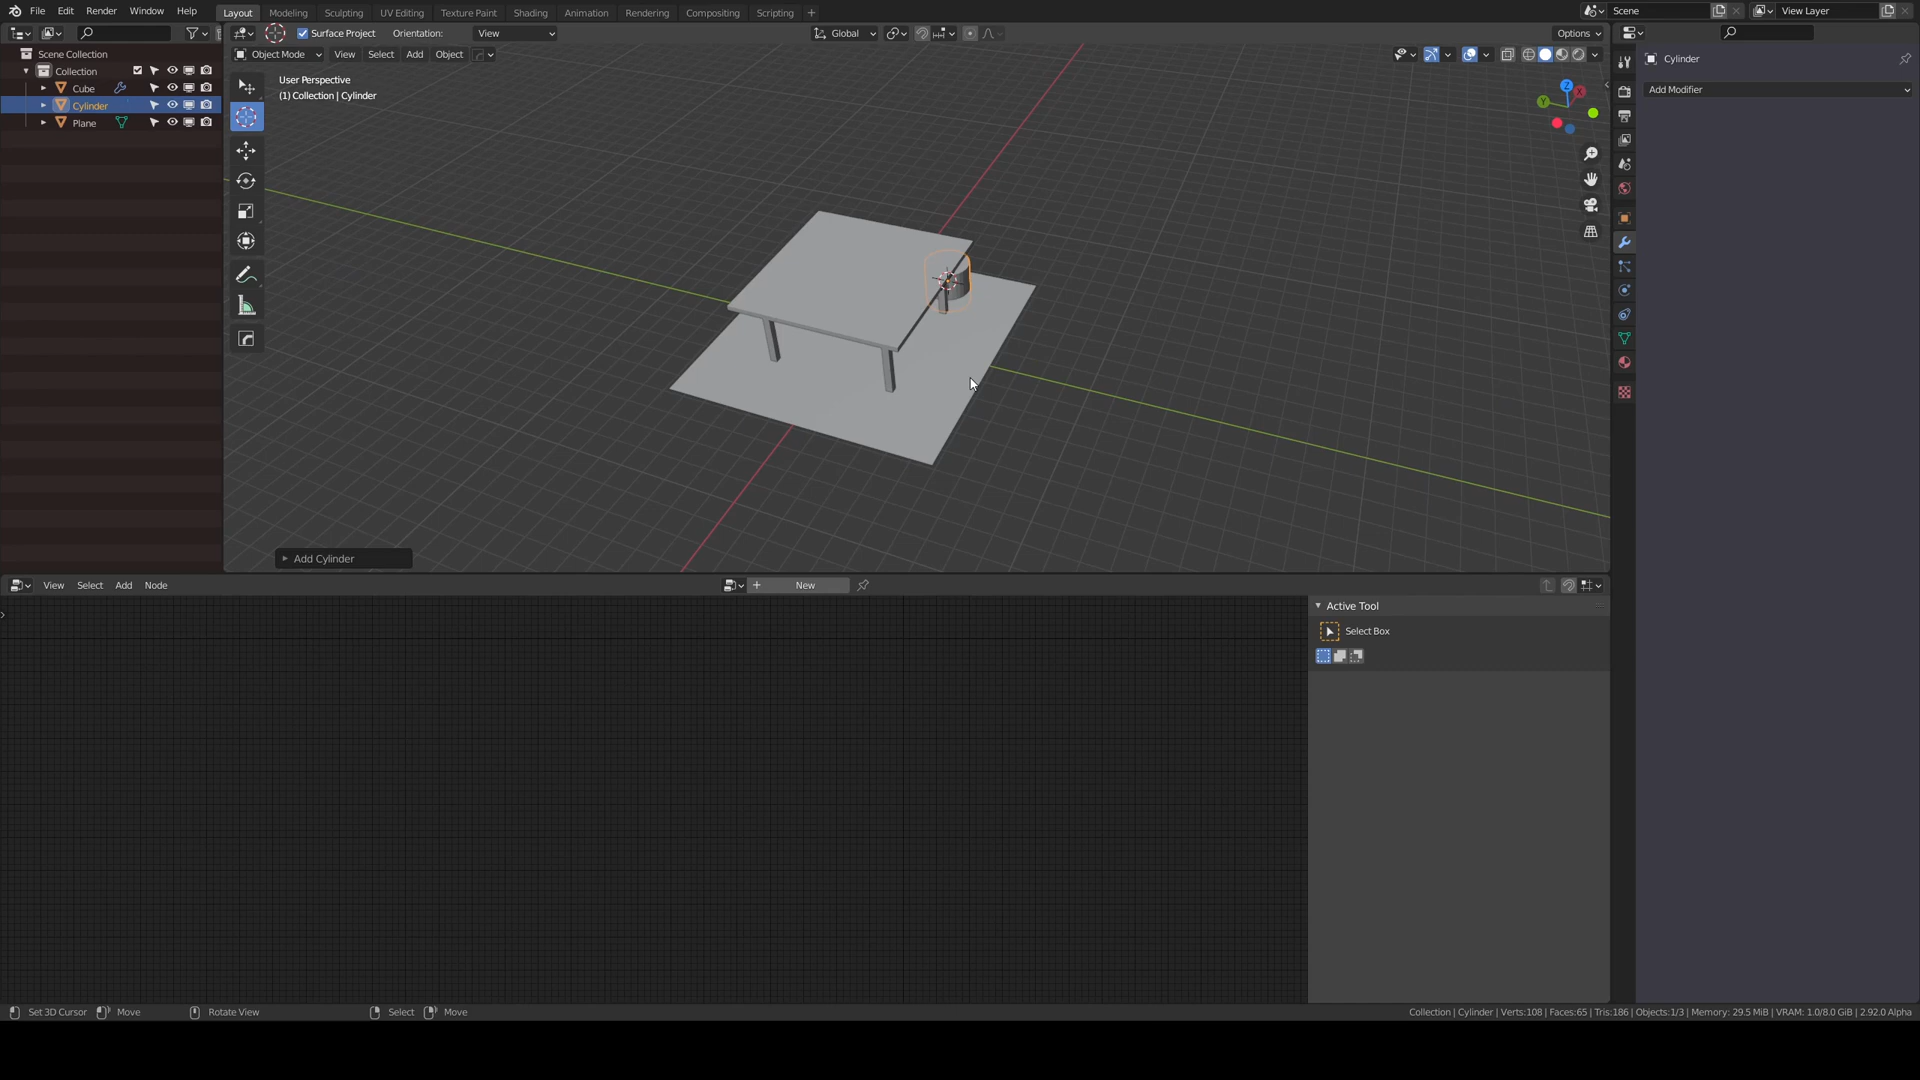 File Edit Render Window Help Layout Modeling Sculpting UV Editing Texture Paint Shading Animation Rendering Compositing Scripting + Scene View Layer
Surface Project Orientation: View Global Options
Object Mode View Select Add Object
Scene Collection
Collection
Cube
Cylinder
Plane
User Perspective
(1) Collection | Cylinder
Z
X
Y
Cylinder
Add Modifier
Add Cylinder
View Select Add Node New
Active Tool
Select Box
Set 3D Cursor Move Rotate View Select Move Collection | Cylinder | Verts:108 | Faces:65 | Tris:186 | Objects:1/3 | Memory: 29.5 MiB | VRAM: 1.0/8.0 GiB | 2.92.0 Alpha